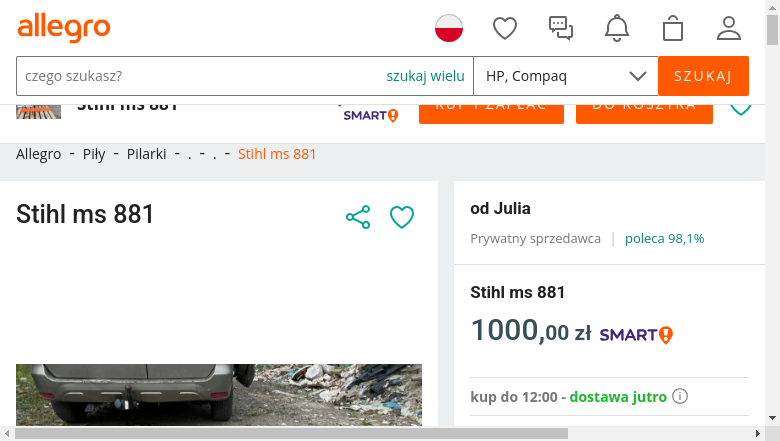 allegro
czego szukasz?
szukaj wielu
HP, Compaq
SZUKAJ
Stihl ms 881
SMART!
KUP I ZAPŁAĆ
DO KOSZYKA
Allegro - Piły - Pilarki - . - . - Stihl ms 881
Stihl ms 881
od Julia
Prywatny sprzedawca | poleca 98,1%
Stihl ms 881
1000,00 zł SMART!
kup do 12:00 - dostawa jutro